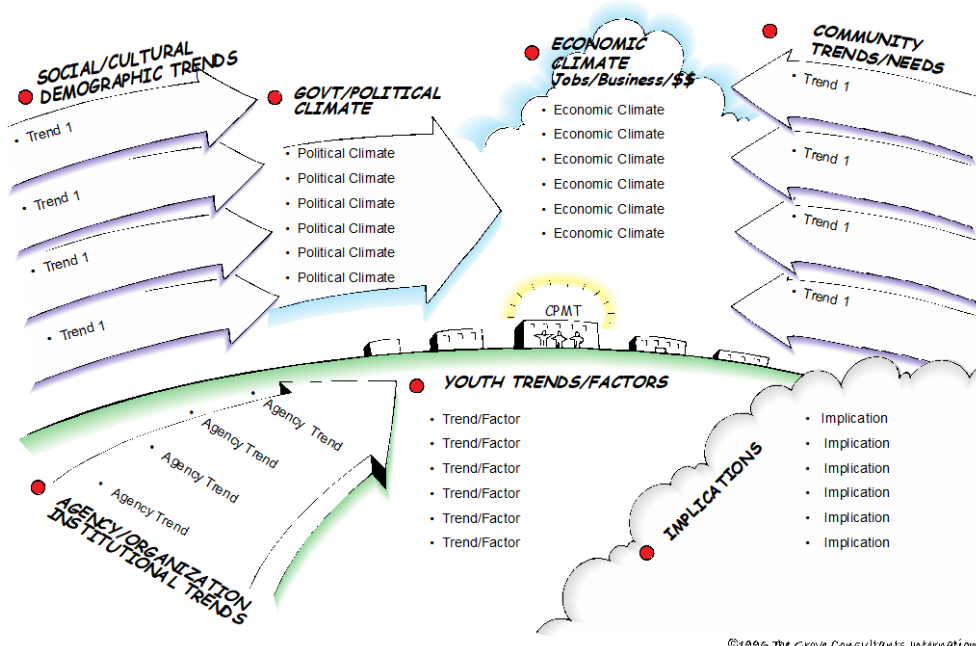 SOCIAL/CULTURAL
DEMOGRAPHIC TRENDS
• Trend 1
• Trend 1
• Trend 1
• Trend 1
GOVT/POLITICAL
CLIMATE
• Political Climate
• Political Climate
• Political Climate
• Political Climate
• Political Climate
• Political Climate
ECONOMIC
CLIMATE
Jobs/Business/$$
• Economic Climate
• Economic Climate
• Economic Climate
• Economic Climate
• Economic Climate
• Economic Climate
COMMUNITY
TRENDS/NEEDS
• Trend 1
• Trend 1
• Trend 1
• Trend 1
CPMT
AGENCY/ORGANIZATION
INSTITUTIONAL TRENDS
• Agency Trend
• Agency Trend
• Agency Trend
• Agency Trend
YOUTH TRENDS/FACTORS
• Trend/Factor
• Trend/Factor
• Trend/Factor
• Trend/Factor
• Trend/Factor
• Trend/Factor
IMPLICATIONS
• Implication
• Implication
• Implication
• Implication
• Implication
• Implication
©1996 The Grove Consultants Internation